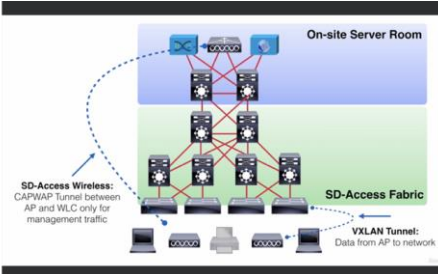 On-site Server Room
SD-Access Wireless:
CAPWAP Tunnel between
AP and WLC only for
management traffic
SD-Access Fabric
VXLAN Tunnel:
Data from AP to network